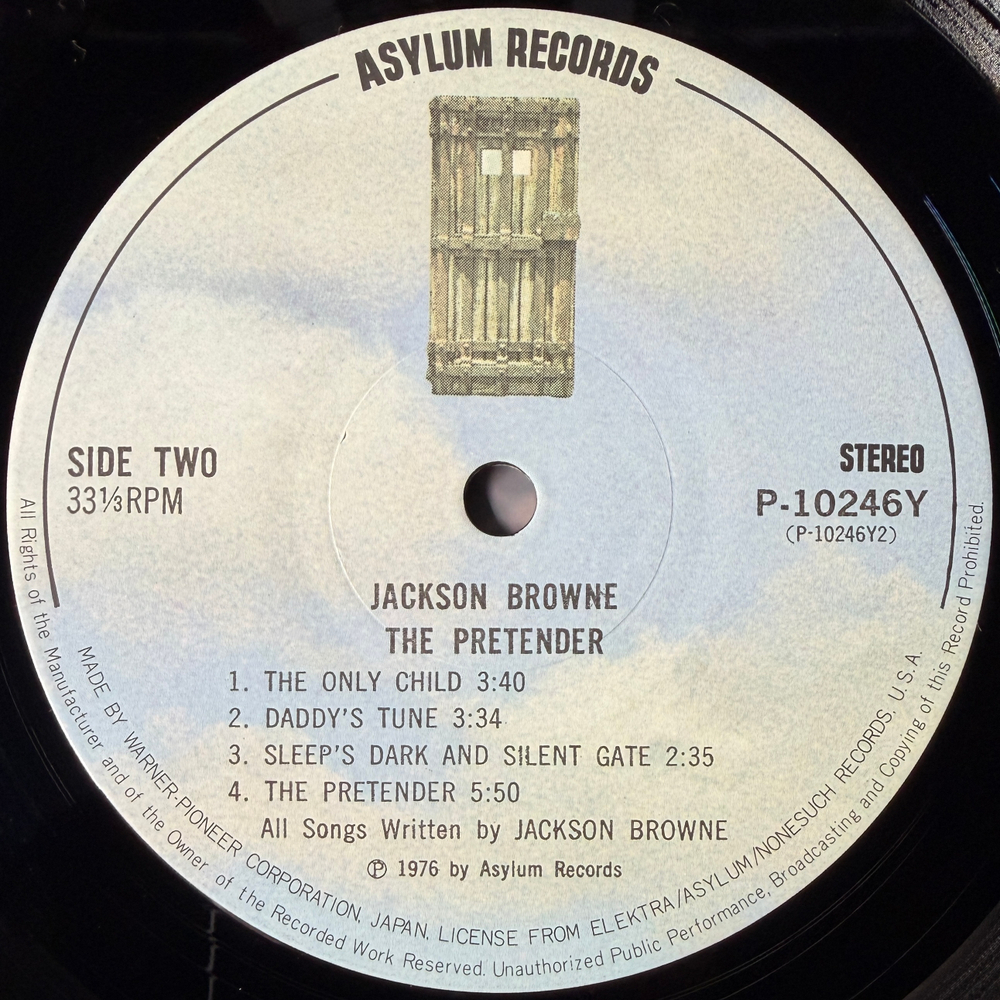 ASYLUM RECORDS
SIDE TWO
33⅓RPM
STEREO
P-10246Y
(P-10246Y2)
JACKSON BROWNE
THE PRETENDER
1. THE ONLY CHILD 3:40
2. DADDY'S TUNE 3:34
3. SLEEP'S DARK AND SILENT GATE 2:35
4. THE PRETENDER 5:50
All Songs Written by JACKSON BROWNE
Ⓟ 1976 by Asylum Records
MADE BY WARNER-PIONEER CORPORATION, JAPAN. LICENSE FROM ELEKTRA/ASYLUM/NONESUCH RECORDS. U.S.A.
All Rights of the Manufacturer and of the Owner of the Recorded Work Reserved. Unauthorized Public Performance, Broadcasting and Copying of this Record Prohibited.